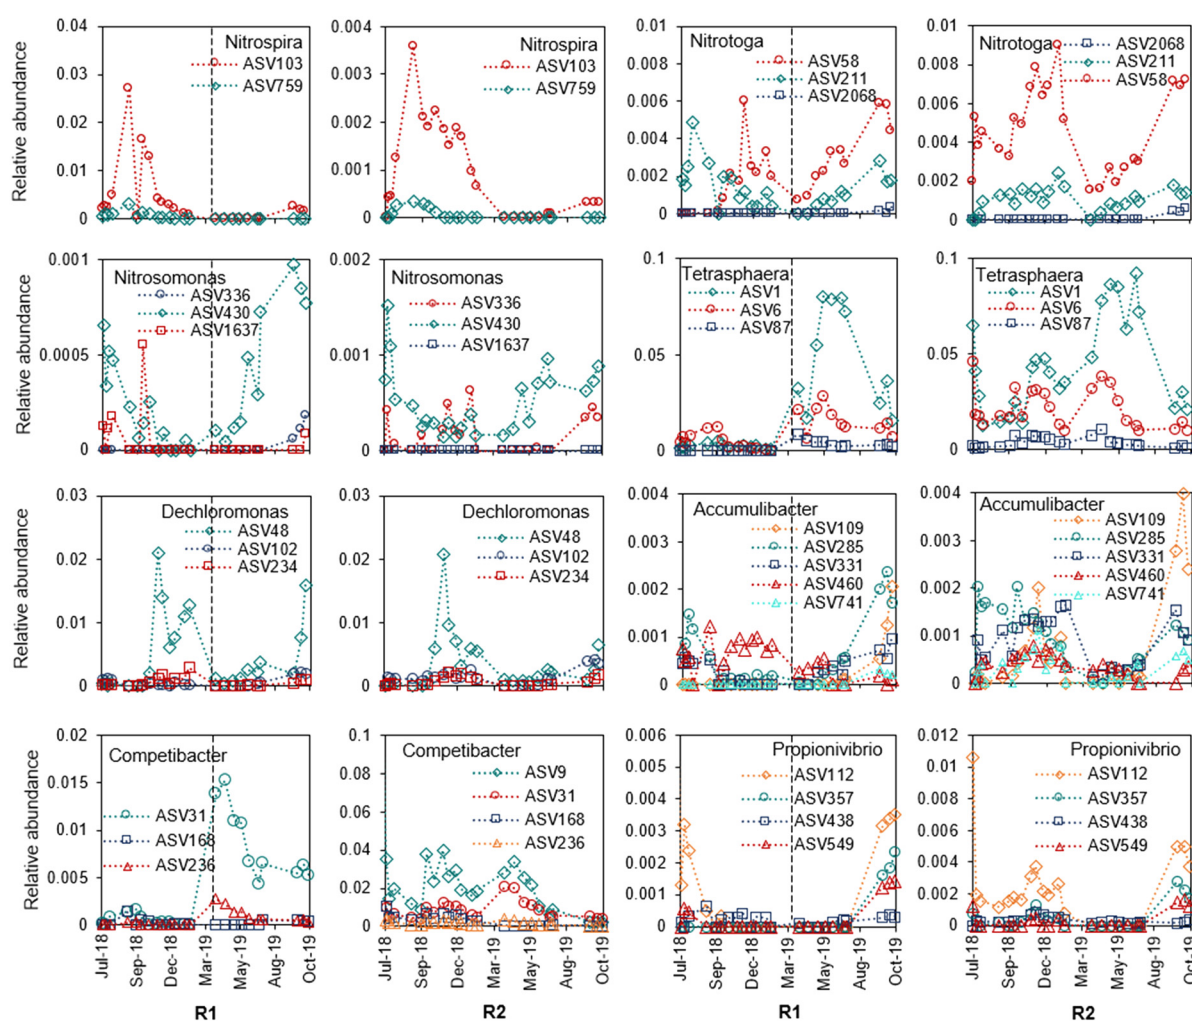 Relative abundance
0.04
0.03
0.02
0.01
0
Nitrospira
ASV103
ASV759
0.004
0.003
0.002
0.001
0.000
Nitrospira
ASV103
ASV759
0.01
0.008
0.006
0.004
0.002
0
Nitrotoga
ASV58
ASV211
ASV2068
0.01
0.008
0.006
0.004
0.002
0
Nitrotoga
ASV2068
ASV211
ASV58
Relative abundance
0.001
0.0005
0
Nitrosomonas
ASV336
ASV430
ASV1637
0.002
0.001
0
Nitrosomonas
ASV336
ASV430
ASV1637
0.1
0.05
0
Tetrasphaera
ASV1
ASV6
ASV87
0.1
0.05
0
Tetrasphaera
ASV1
ASV6
ASV87
Relative abundance
0.03
0.02
0.01
0
Dechloromonas
ASV48
ASV102
ASV234
0.03
0.02
0.01
0
Dechloromonas
ASV48
ASV102
ASV234
0.004
0.003
0.002
0.001
0
Accumulibacter
ASV109
ASV285
ASV331
ASV460
ASV741
0.004
0.003
0.002
0.001
0
Accumulibacter
ASV109
ASV285
ASV331
ASV460
ASV741
Relative abundance
0.02
0.015
0.01
0.005
0
Competibacter
ASV31
ASV168
ASV236
Jul-18
Sep-18
Dec-18
Mar-19
May-19
Aug-19
Oct-19
R1
0.1
0.08
0.06
0.04
0.02
0.00
Competibacter
ASV9
ASV31
ASV168
ASV236
Jul-18
Sep-18
Dec-18
Mar-19
May-19
Aug-19
Oct-19
R2
0.006
0.005
0.004
0.003
0.002
0.001
0
Propionivibrio
ASV112
ASV357
ASV438
ASV549
Jul-18
Sep-18
Dec-18
Mar-19
May-19
Aug-19
Oct-19
R1
0.012
0.01
0.008
0.006
0.004
0.002
0
Propionivibrio
ASV112
ASV357
ASV438
ASV549
Jul-18
Sep-18
Dec-18
Mar-19
May-19
Aug-19
Oct-19
R2